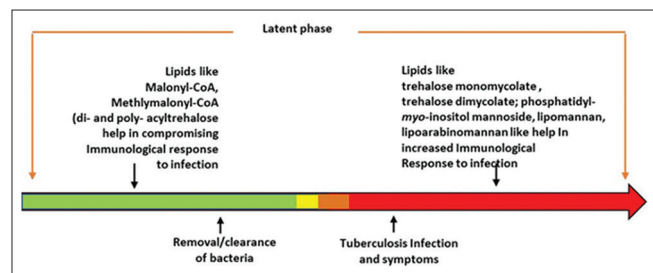 Latent phase
Lipids like
Malonyl-CoA,
Methlymalonyl-CoA
(di- and poly- acyltrehalose
help in compromising
Immunological response
to infection
Lipids like
trehalose monomycolate ,
trehalose dimycolate; phosphatidyl-
myo-inositol mannoside, lipomannan,
lipoarabinomannan like help In
increased Immunological
Response to infection
Removal/clearance
of bacteria
Tuberculosis Infection
and symptoms